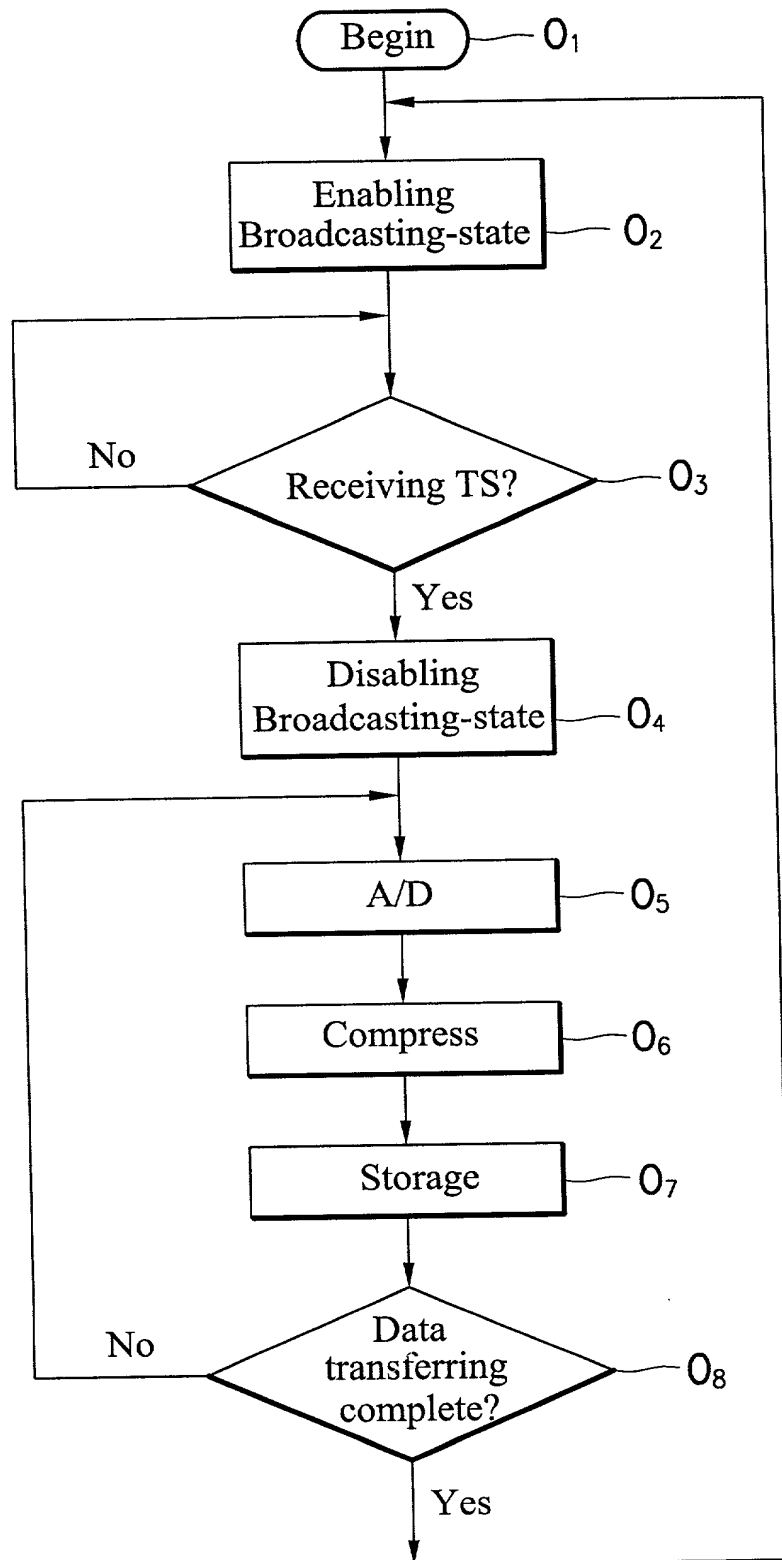 Begin
O₁
Enabling
Broadcasting-state
O₂
No
Receiving TS?
O₃
Yes
Disabling
Broadcasting-state
O₄
A/D
O₅
Compress
O₆
Storage
O₇
No
Data
transferring
complete?
O₈
Yes